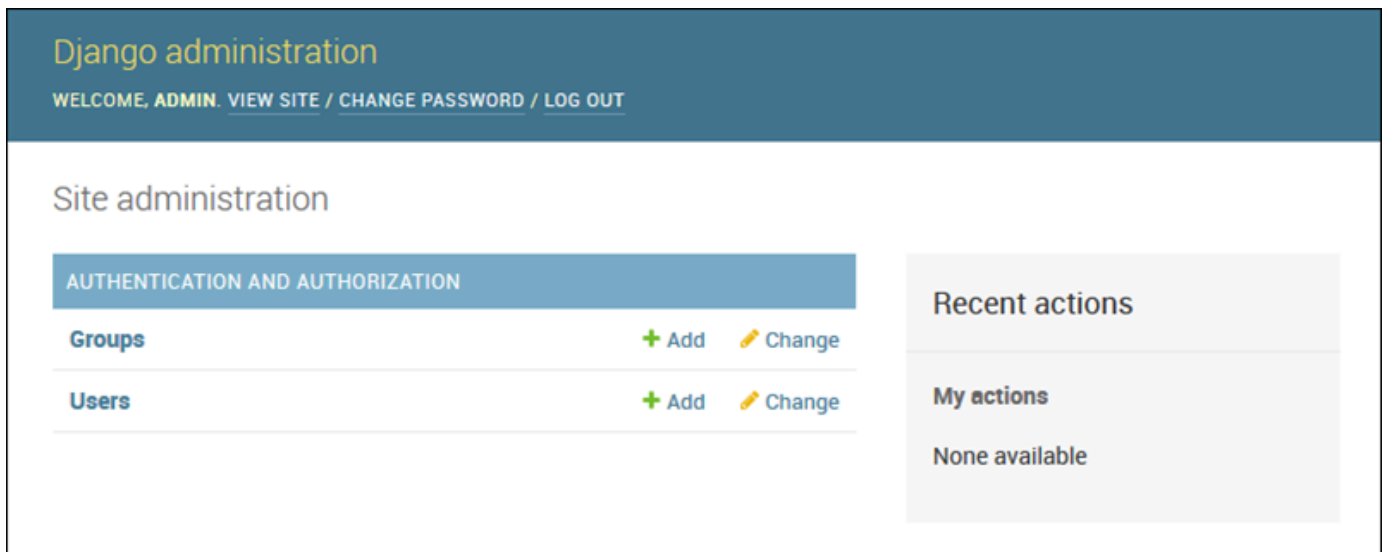 Django administration
WELCOME, ADMIN. VIEW SITE / CHANGE PASSWORD / LOG OUT
Site administration
AUTHENTICATION AND AUTHORIZATION
Groups Add Change
Users Add Change
Recent actions
My actions
None available